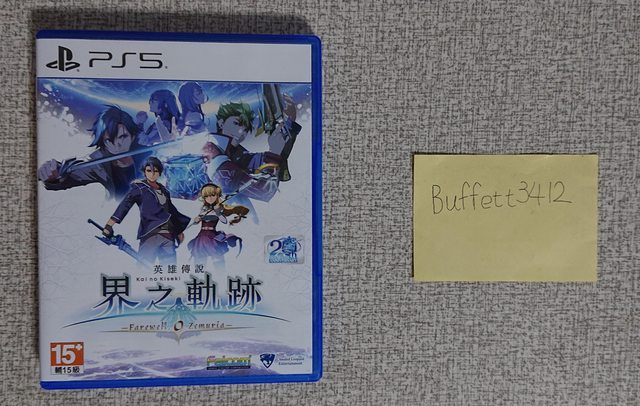 PS5
英雄傳說
Kai no Kiseki
界之軌跡
–Farewell, O Zemuria–
15+
輔15級
Buffett3412